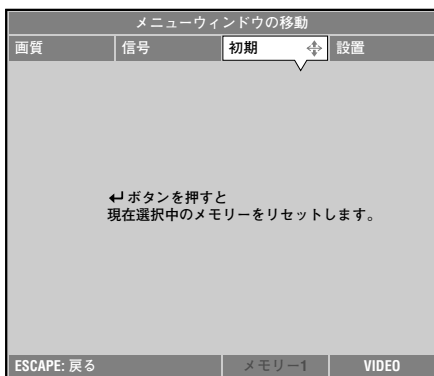 メニューウィンドウの移動
画質 信号 初期 設置
↵ボタンを押すと
現在選択中のメモリーをリセットします。
ESCAPE: 戻る メモリー1 VIDEO